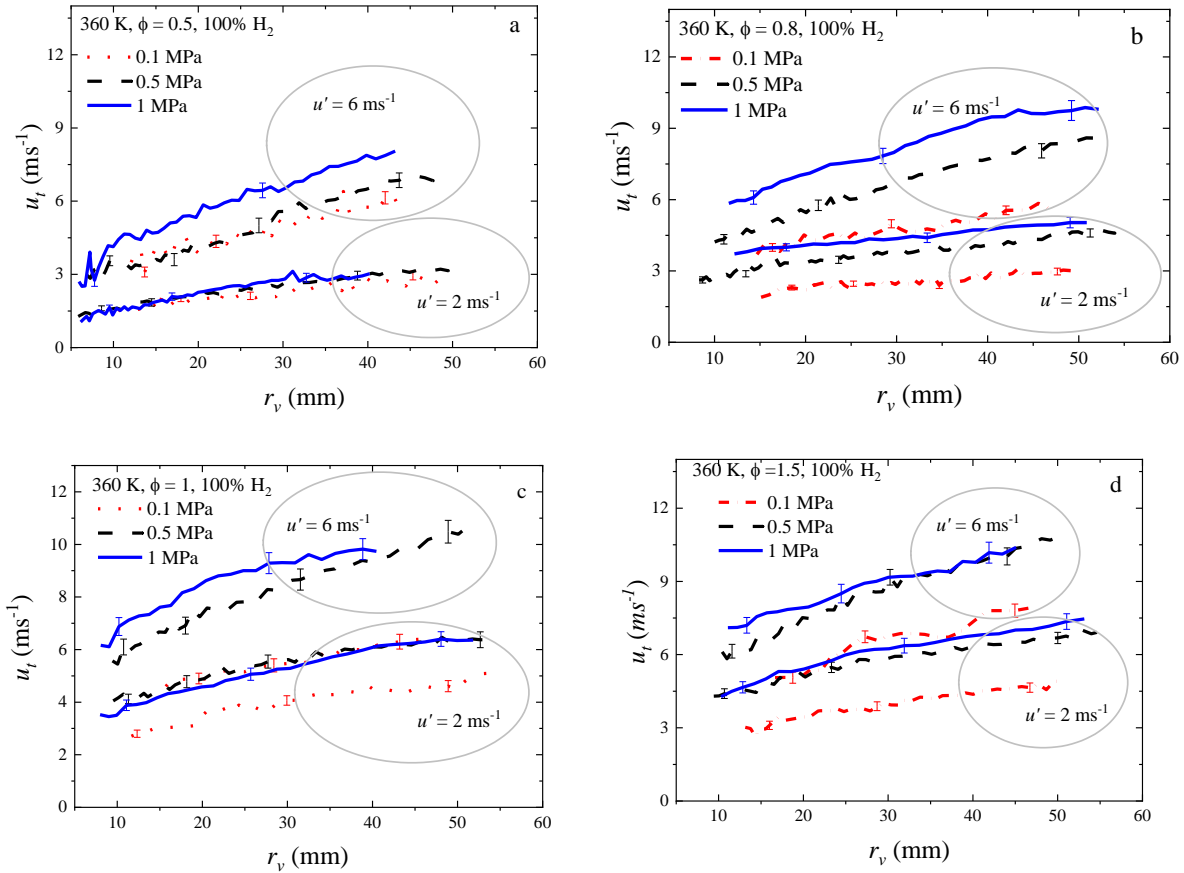 360 K, ϕ = 0.5, 100% H₂
a
0.1 MPa
0.5 MPa
1 MPa
u' = 6 ms⁻¹
u' = 2 ms⁻¹
12
9
6
3
0
uₜ (ms⁻¹)
10 20 30 40 50 60
rᵥ (mm)
360 K, ϕ = 0.8, 100% H₂
b
0.1 MPa
0.5 MPa
1 MPa
u' = 6 ms⁻¹
u' = 2 ms⁻¹
12
9
6
3
0
uₜ (ms⁻¹)
0 10 20 30 40 50 60
rᵥ (mm)
360 K, ϕ = 1, 100% H₂
c
0.1 MPa
0.5 MPa
1 MPa
u' = 6 ms⁻¹
u' = 2 ms⁻¹
12
10
8
6
4
2
0
uₜ (ms⁻¹)
10 20 30 40 50 60
rᵥ (mm)
360 K, ϕ =1.5, 100% H₂
d
0.1 MPa
0.5 MPa
1 MPa
u' = 6 ms⁻¹
u' = 2 ms⁻¹
12
9
6
3
0
uₜ (ms⁻¹)
10 20 30 40 50 60
rᵥ (mm)